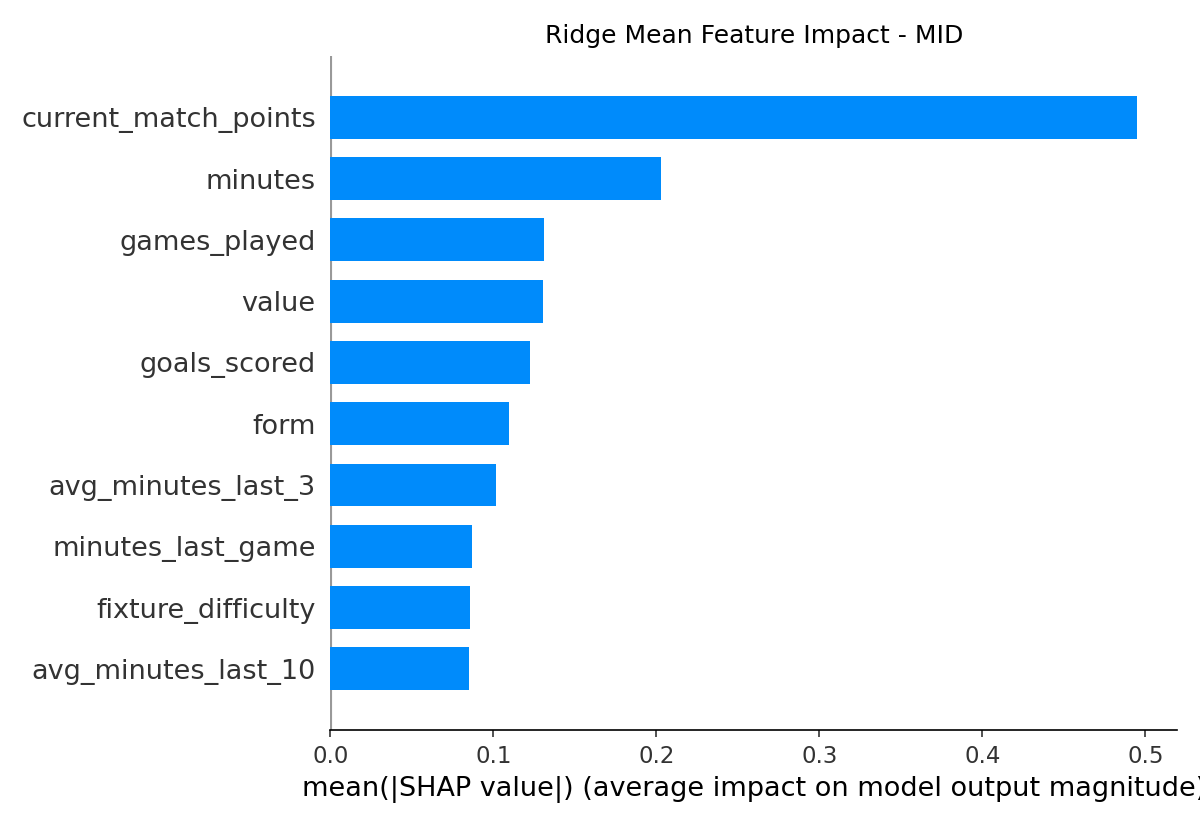 Ridge Mean Feature Impact - MID
current_match_points
minutes
games_played
value
goals_scored
form
avg_minutes_last_3
minutes_last_game
fixture_difficulty
avg_minutes_last_10
0.0 0.1 0.2 0.3 0.4 0.5
mean(|SHAP value|) (average impact on model output magnitude)